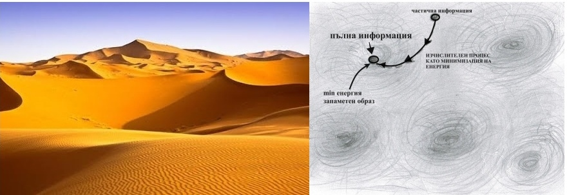 частична информация
пълна информация
ИЗЧИСЛИТЕЛЕН ПРОЦЕС,
КАТО МИНИМИЗАЦИЯ НА
ЕНЕРГИЯ
min енергия
запаметен образ